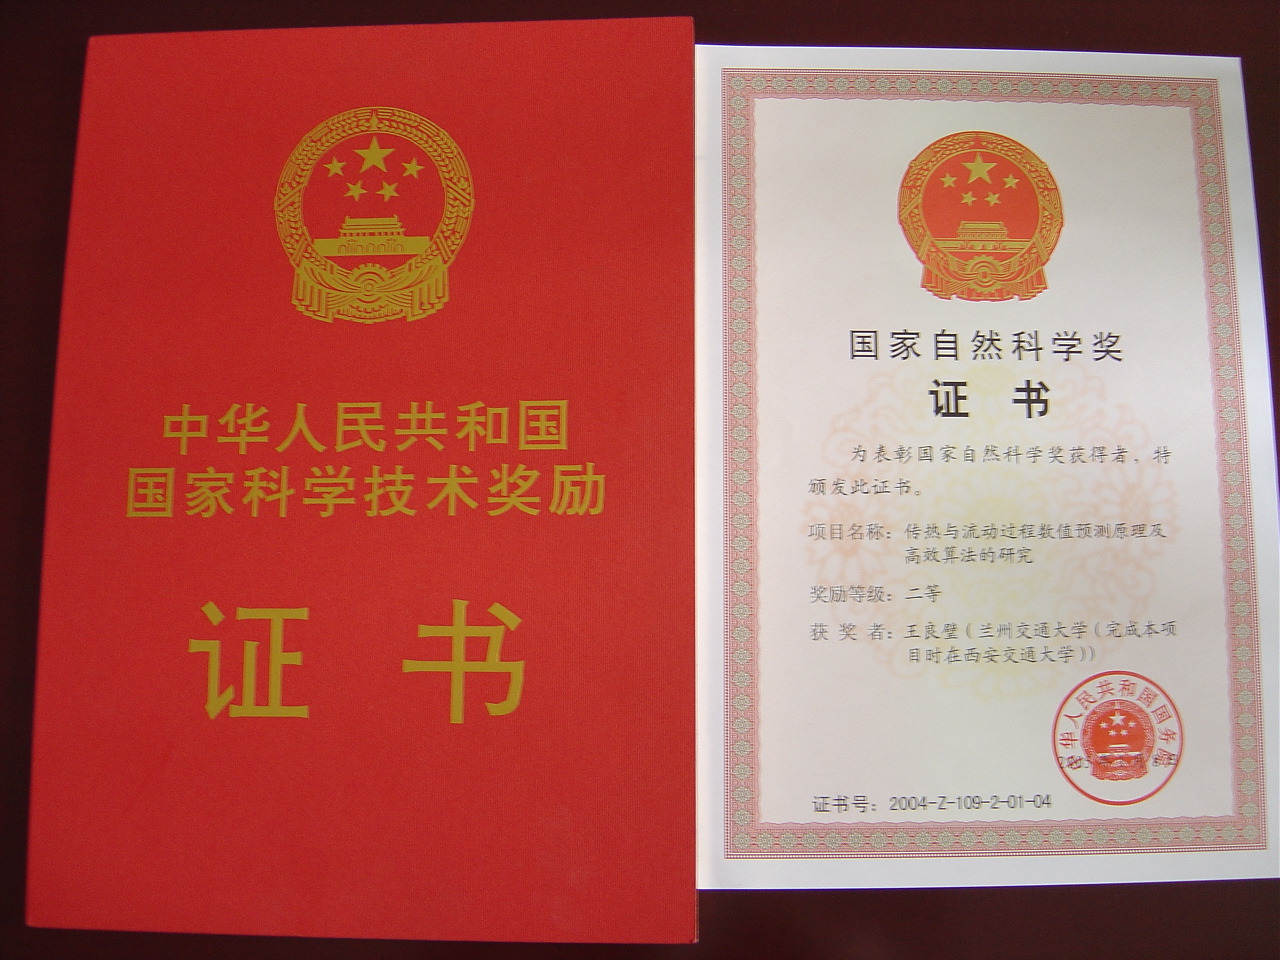 中华人民共和国
国家科学技术奖励
证书
国家自然科学奖
证书
为表彰国家自然科学奖获得者，特
颁发此证书。
项目名称：传热与流动过程数值预测原理及
高效算法的研究
奖励等级：二等
获奖者：王良璧（兰州交通大学（完成本项
目时在西安交通大学））
中华人民共和国国务院
证书号：2004-Z-109-2-01-04